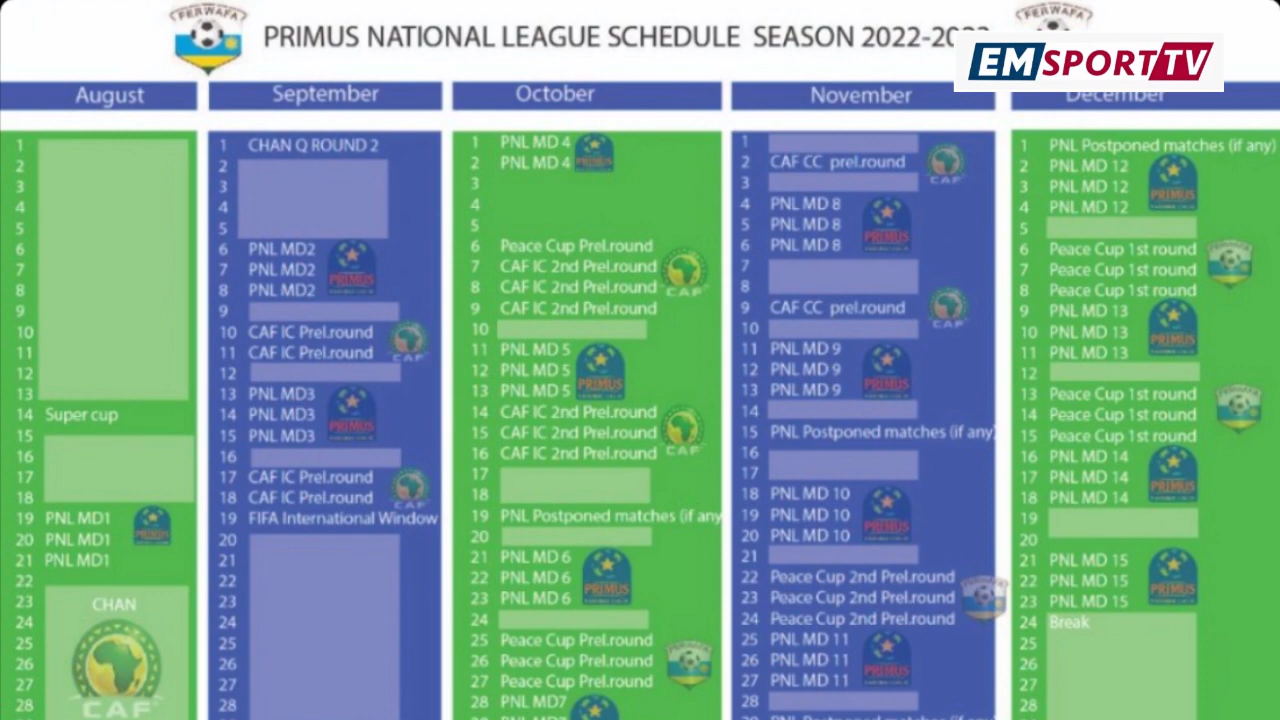 FERWAFA
FERWAFA
PRIMUS NATIONAL LEAGUE SCHEDULE SEASON 2022-20
EMSPORTTV
August
1
2
3
4
5
6
7
8
9
10
11
12
13
14 Super cup
15
16
17
18
19 PNL MD1
20 PNL MD1
21 PNL MD1
22
23 CHAN
24
25
26
27
28
CAF
September
1 CHAN Q ROUND 2
2
3
4
5
6 PNL MD2
7 PNL MD2
8 PNL MD2
PRIMUS
9
10 CAF IC Prel.round
11 CAF IC Prel.round
CAF
12
13 PNL MD3
14 PNL MD3
15 PNL MD3
PRIMUS
16
17 CAF IC Prel.round
18 CAF IC Prel.round
CAF
19 FIFA International Window
20
21
22
23
24
25
26
27
28
October
1 PNL MD 4
2 PNL MD 4
PRIMUS
3
4
5
6 Peace Cup Prel.round
7 CAF IC 2nd Prel.round
8 CAF IC 2nd Prel.round
CAF
9 CAF IC 2nd Prel.round
10
11 PNL MD 5
12 PNL MD 5
13 PNL MD 5
PRIMUS
14 CAF IC 2nd Prel.round
15 CAF IC 2nd Prel.round
16 CAF IC 2nd Prel.round
CAF
17
18
19 PNL Postponed matches (if any
20
21 PNL MD 6
22 PNL MD 6
23 PNL MD 6
PRIMUS
24
25 Peace Cup Prel.round
26 Peace Cup Prel.round
27 Peace Cup Prel.round
28 PNL MD7
November
1
2 CAF CC prel.round
CAF
3
4 PNL MD 8
5 PNL MD 8
6 PNL MD 8
PRIMUS
7
8
9 CAF CC prel.round
CAF
10
11 PNL MD 9
12 PNL MD 9
13 PNL MD 9
PRIMUS
14
15 PNL Postponed matches (if any)
16
17
18 PNL MD 10
19 PNL MD 10
20 PNL MD 10
PRIMUS
21
22 Peace Cup 2nd Prel.round
23 Peace Cup 2nd Prel.round
24 Peace Cup 2nd Prel.round
25 PNL MD 11
26 PNL MD 11
27 PNL MD 11
PRIMUS
28
December
1 PNL Postponed matches (if any)
2 PNL MD 12
3 PNL MD 12
4 PNL MD 12
PRIMUS
5
6 Peace Cup 1st round
7 Peace Cup 1st round
8 Peace Cup 1st round
9 PNL MD 13
10 PNL MD 13
11 PNL MD 13
PRIMUS
12
13 Peace Cup 1st round
14 Peace Cup 1st round
15 Peace Cup 1st round
16 PNL MD 14
17 PNL MD 14
18 PNL MD 14
PRIMUS
19
20
21 PNL MD 15
22 PNL MD 15
23 PNL MD 15
PRIMUS
24 Break
25
26
27
28